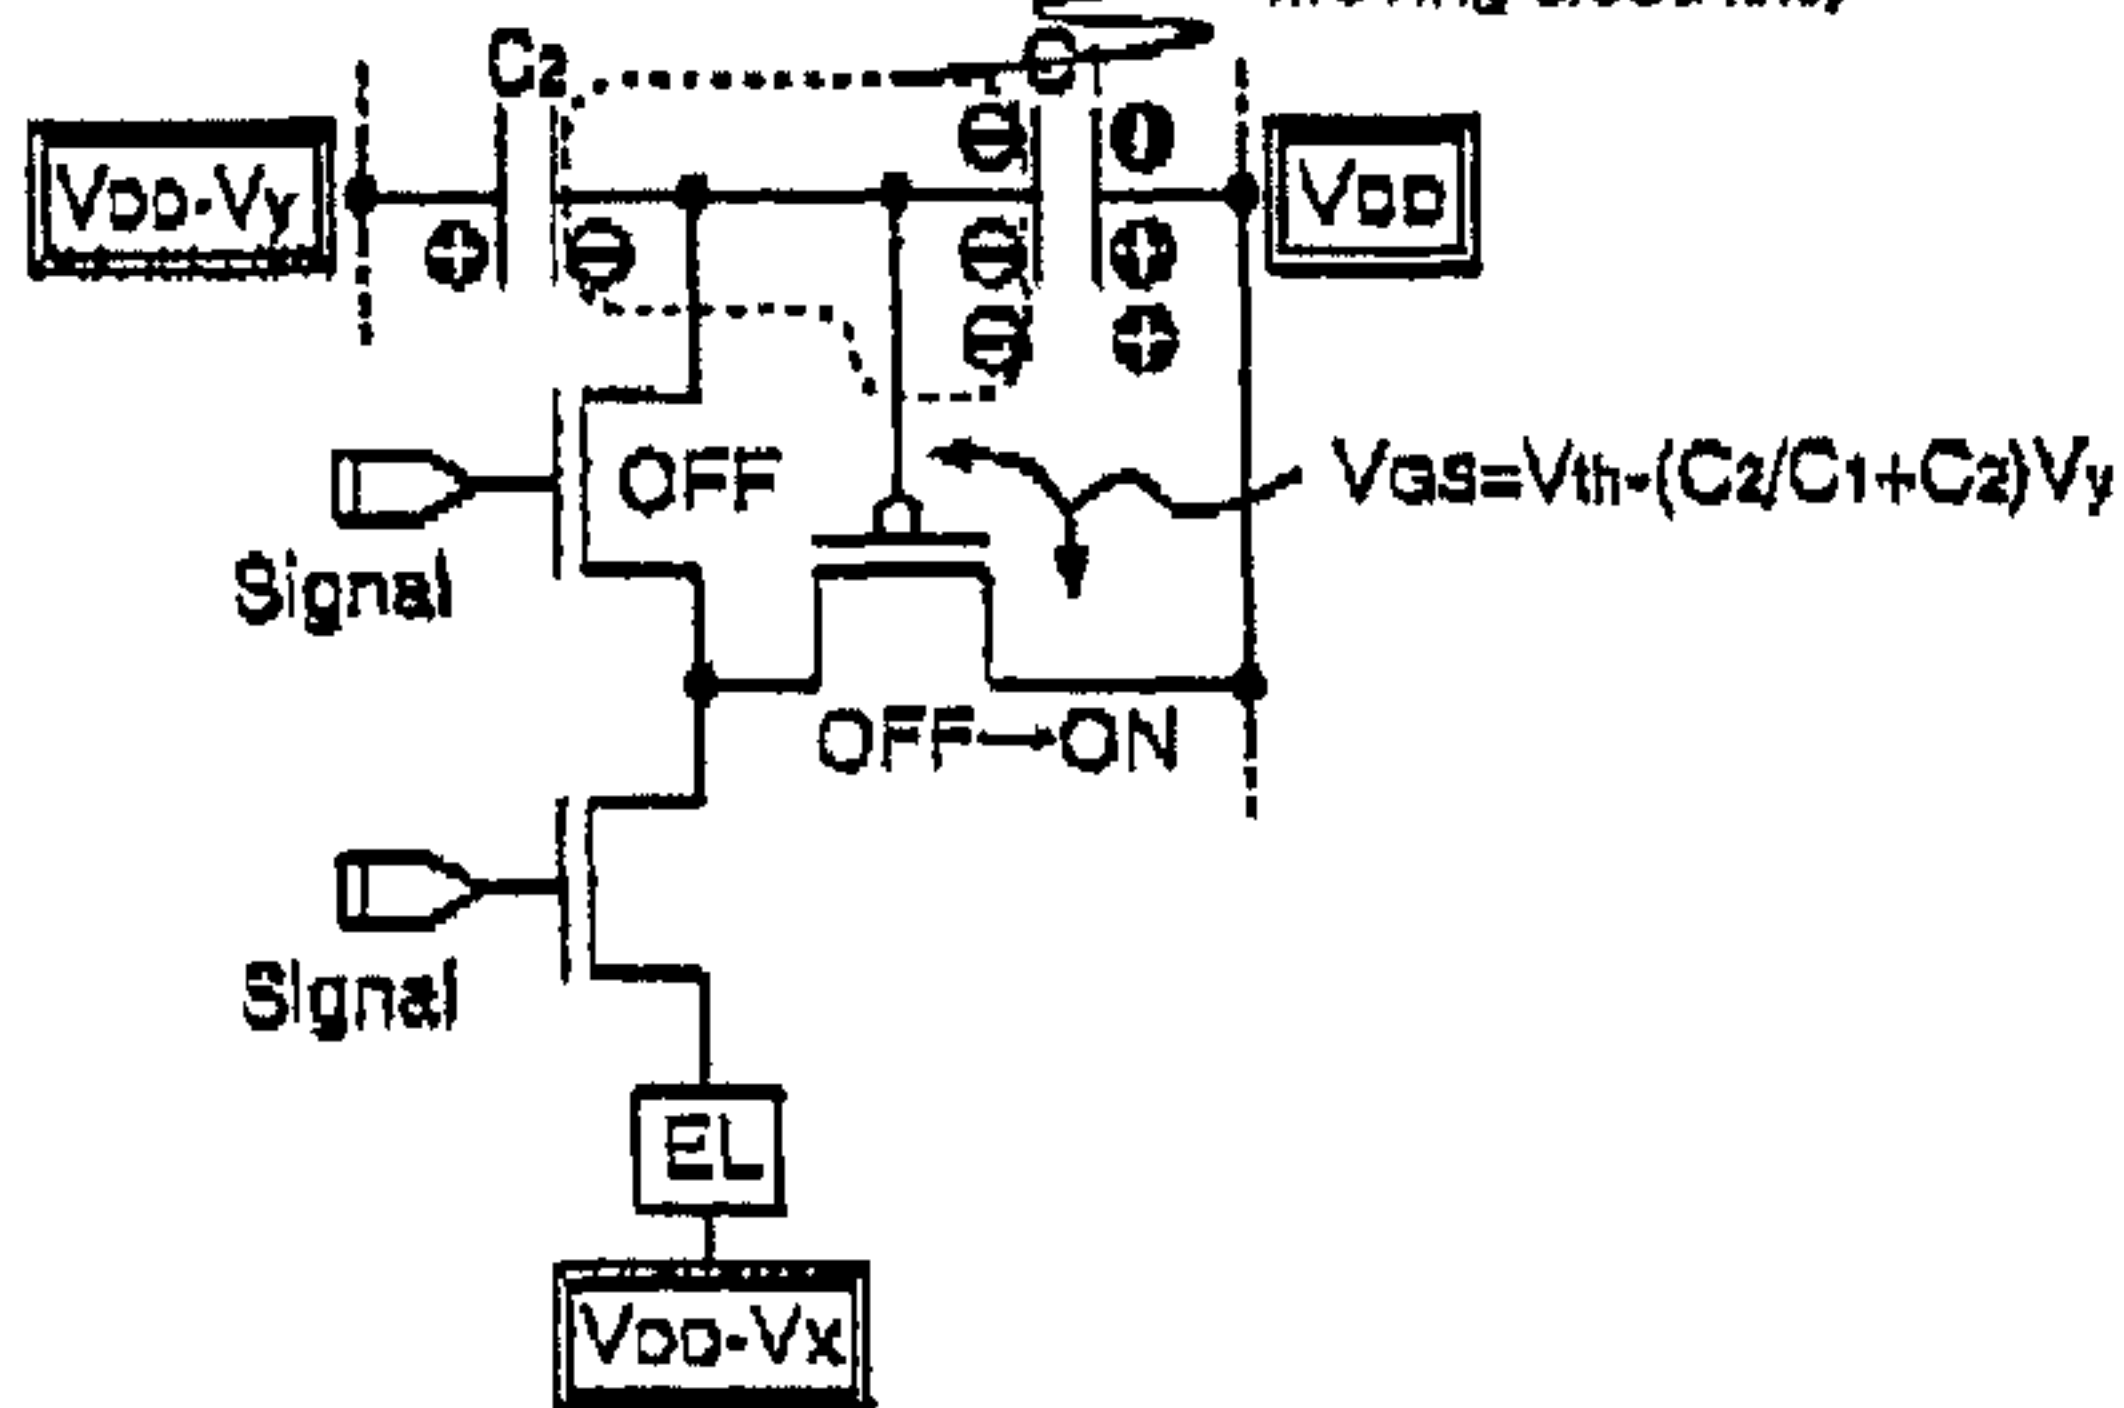 C2
VDD-Vy
VDD
OFF
VGS=Vth-(C2/C1+C2)Vy
Signal
OFF→ON
Signal
EL
VDD-Vx